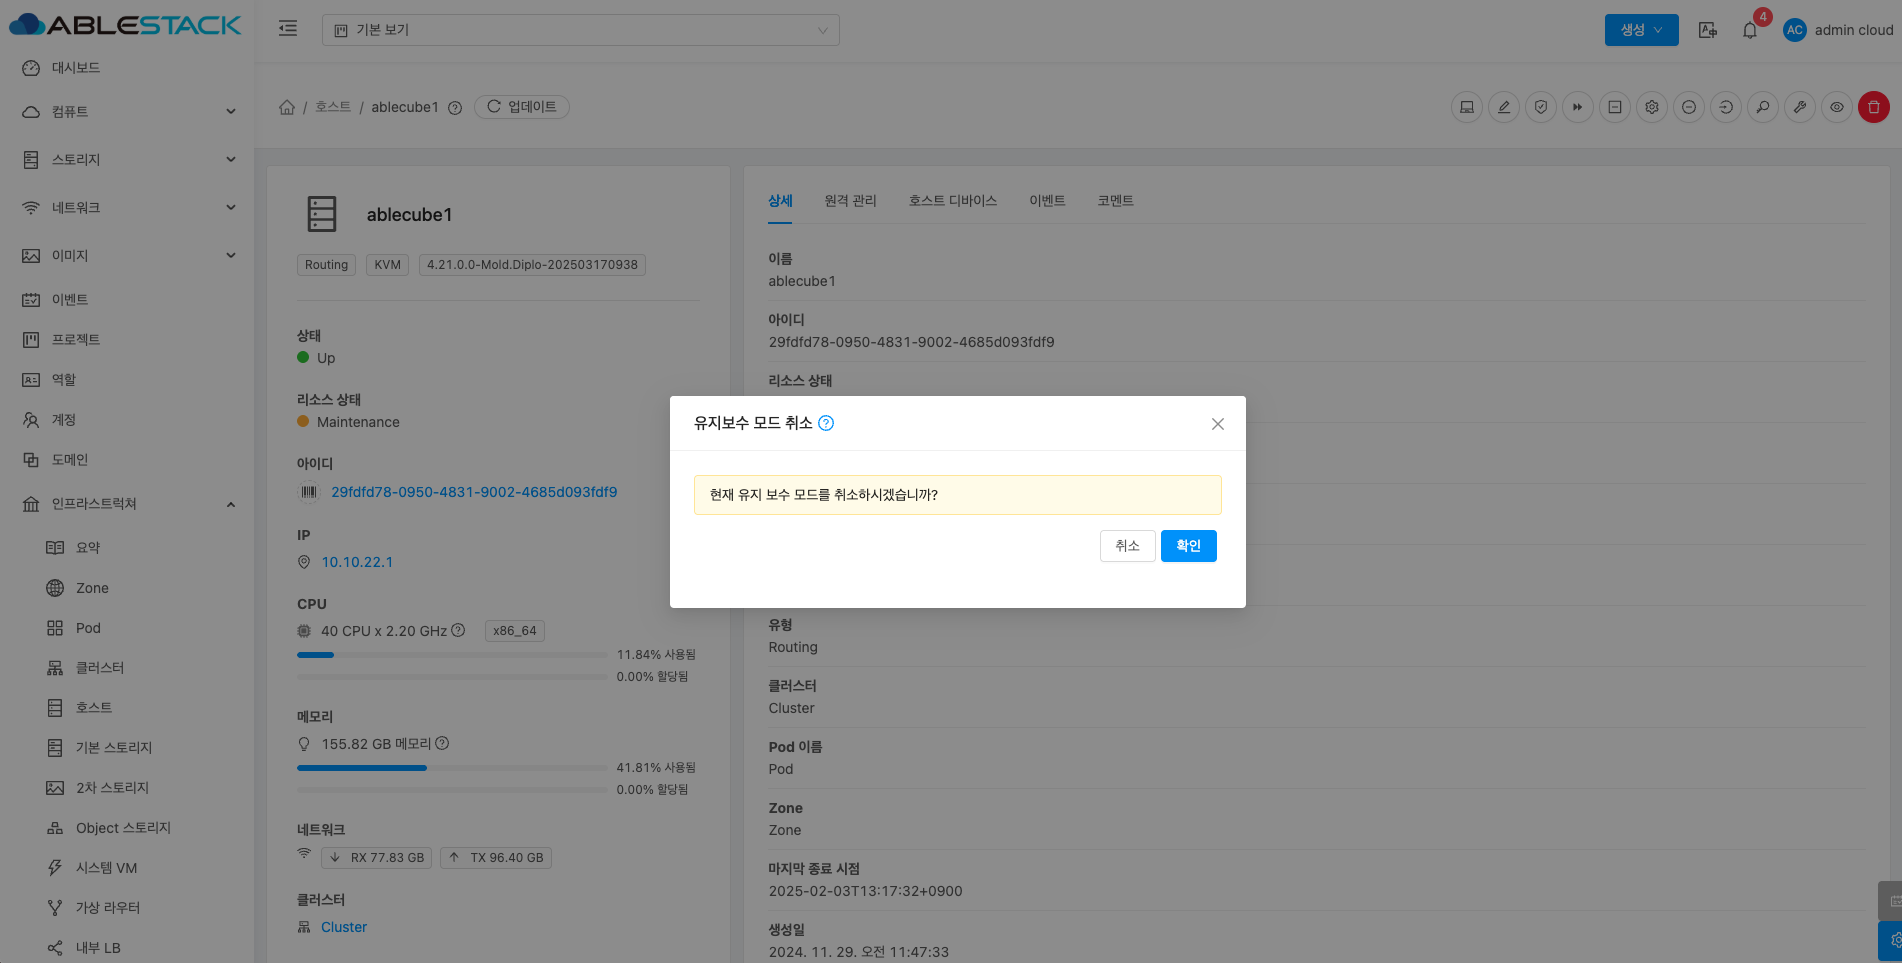 ABLESTACK
기본 보기
생성
4
AC
admin cloud
대시보드
컴퓨트
스토리지
네트워크
이미지
이벤트
프로젝트
역할
계정
도메인
인프라스트럭쳐
요약
Zone
Pod
클러스터
호스트
기본 스토리지
2차 스토리지
Object 스토리지
시스템 VM
가상 라우터
내부 LB
/ 호스트 / ablecube1
업데이트
ablecube1
Routing
KVM
4.21.0.0-Mold.Diplo-202503170938
상태
Up
리소스 상태
Maintenance
아이디
29fdfd78-0950-4831-9002-4685d093fdf9
IP
10.10.22.1
CPU
40 CPU x 2.20 GHz
x86_64
11.84% 사용됨
0.00% 할당됨
메모리
155.82 GB 메모리
41.81% 사용됨
0.00% 할당됨
네트워크
RX 77.83 GB
TX 96.40 GB
클러스터
Cluster
상세
원격 관리
호스트 디바이스
이벤트
코멘트
이름
ablecube1
아이디
29fdfd78-0950-4831-9002-4685d093fdf9
리소스 상태
유지보수 모드 취소
현재 유지 보수 모드를 취소하시겠습니까?
취소
확인
유형
Routing
클러스터
Cluster
Pod 이름
Pod
Zone
Zone
마지막 종료 시점
2025-02-03T13:17:32+0900
생성일
2024. 11. 29. 오전 11:47:33